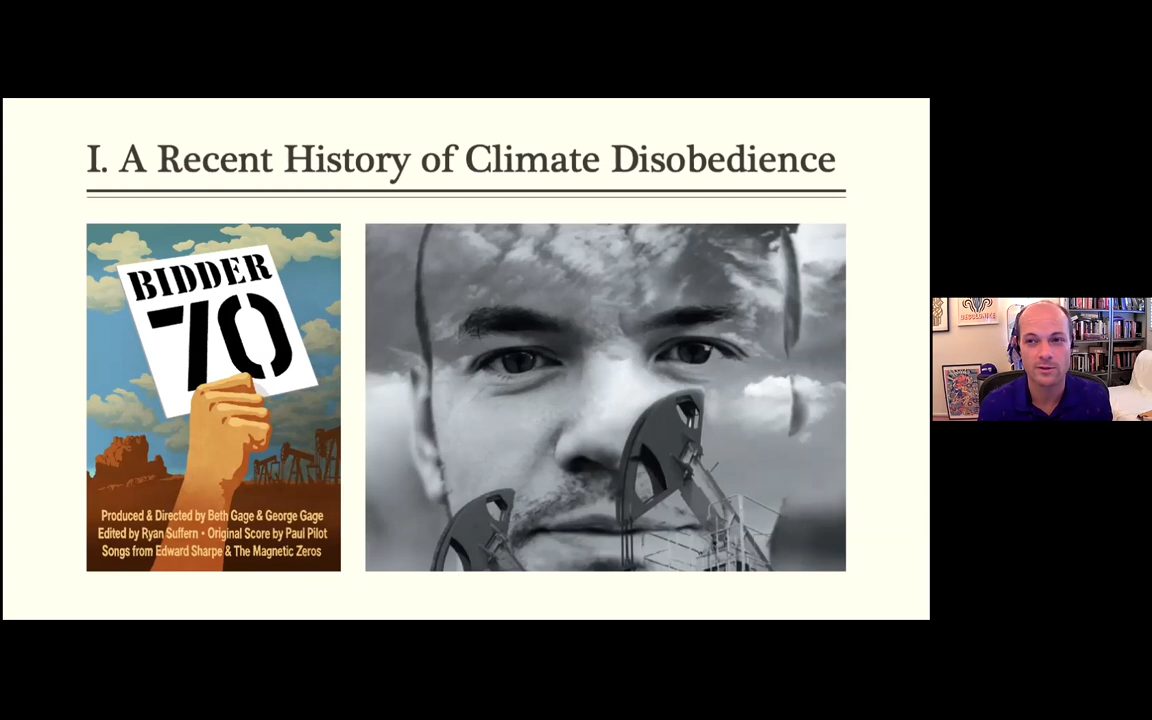 I. A Recent History of Climate Disobedience
BIDDER
70
Produced & Directed by Beth Gage & George Gage
Edited by Ryan Suffern • Original Score by Paul Pilot
Songs from Edward Sharpe & The Magnetic Zeros
DECOLONIZE